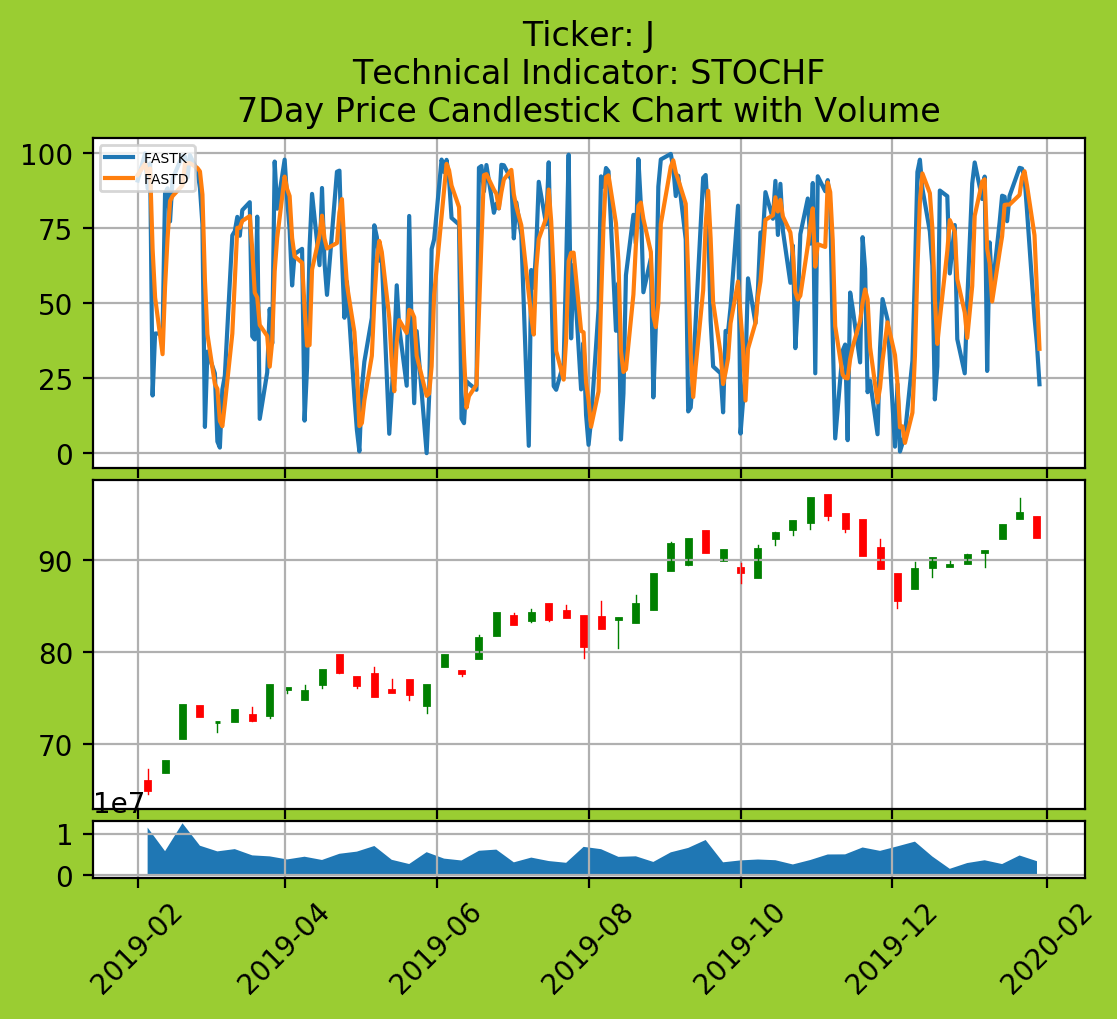 Ticker: J
Technical Indicator: STOCHF
7Day Price Candlestick Chart with Volume
100
FASTK
FASTD
75
50
25
0
90
80
70
1e7
1
0
2019-02 2019-04 2019-06 2019-08 2019-10 2019-12 2020-02